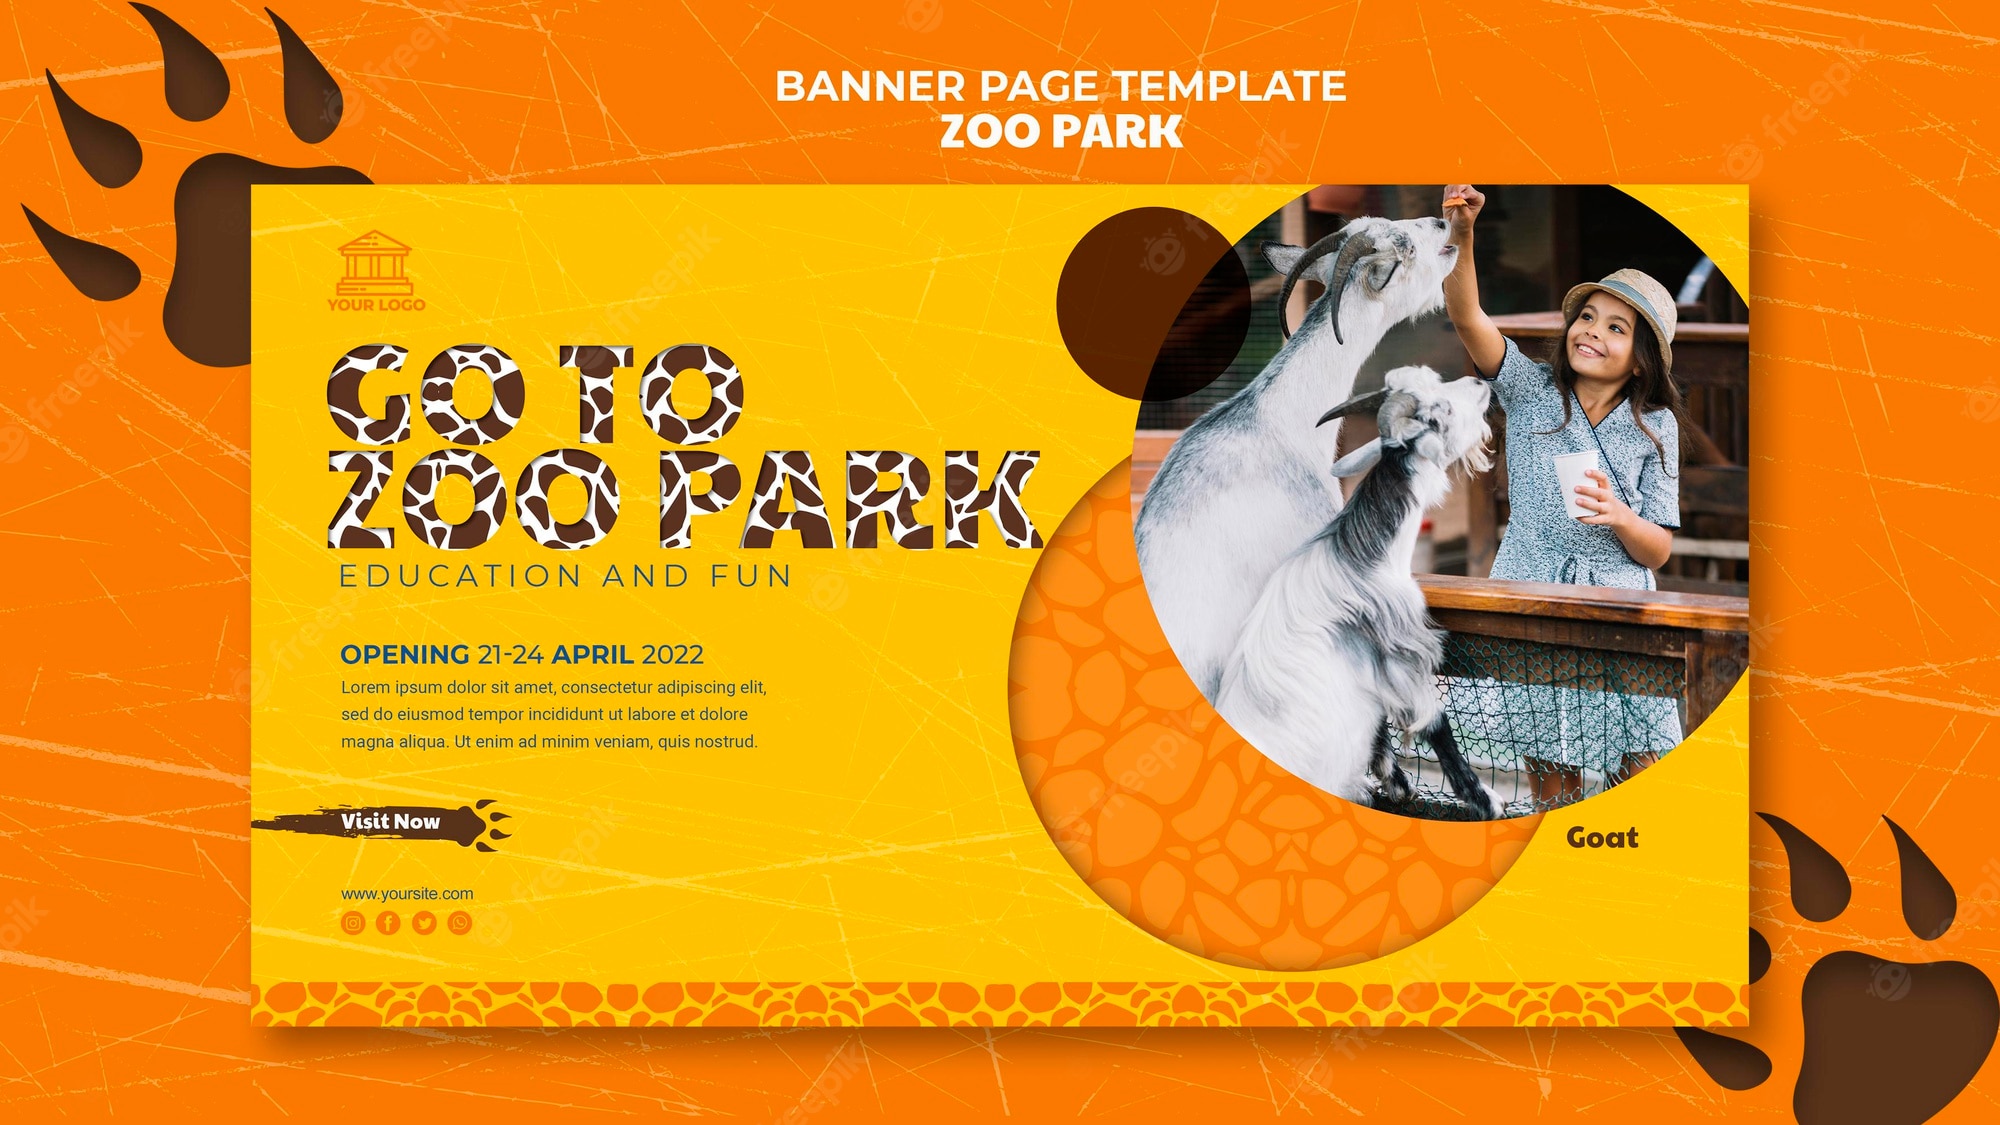 BANNER PAGE TEMPLATE
ZOO PARK
YOUR LOGO
GO TO
ZOO PARK
EDUCATION AND FUN
OPENING 21-24 APRIL 2022
Lorem ipsum dolor sit amet, consectetur adipiscing elit,
sed do eiusmod tempor incididunt ut labore et dolore
magna aliqua. Ut enim ad minim veniam, quis nostrud.
Visit Now
www.yoursite.com
Goat
freepik